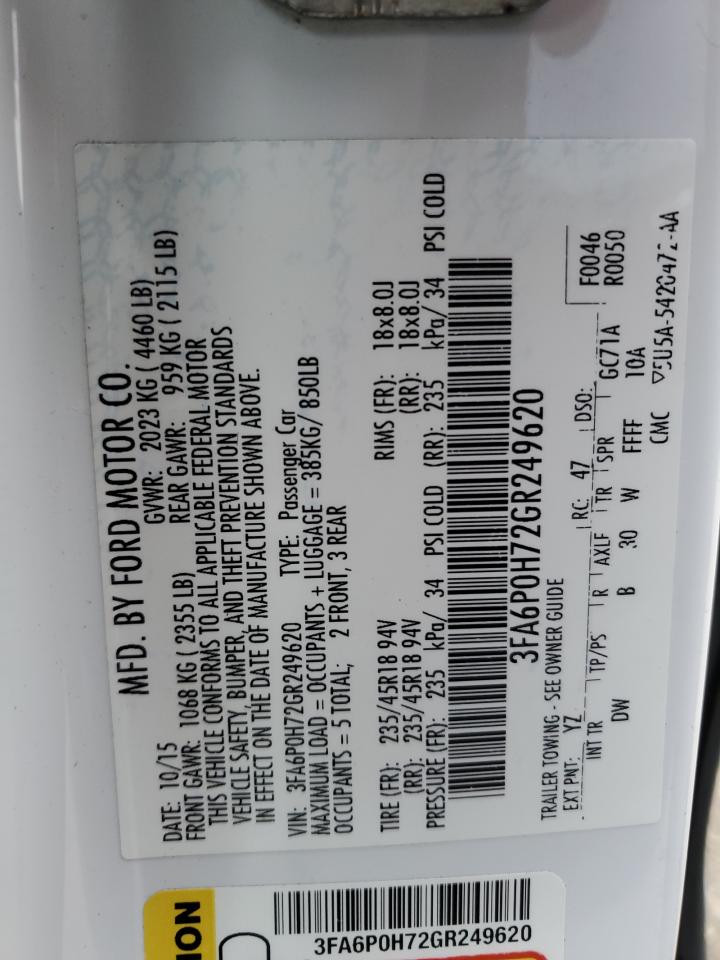 MFD. BY FORD MOTOR CO.
DATE: 10/15 GVWR: 2023 KG ( 4460 LB)
FRONT GAWR: 1068 KG ( 2355 LB) REAR GAWR: 959 KG ( 2115 LB)
THIS VEHICLE CONFORMS TO ALL APPLICABLE FEDERAL MOTOR
VEHICLE SAFETY, BUMPER, AND THEFT PREVENTION STANDARDS
IN EFFECT ON THE DATE OF MANUFACTURE SHOWN ABOVE.
VIN: 3FA6P0H72GR249620 TYPE: Passenger Car
MAXIMUM LOAD = OCCUPANTS + LUGGAGE = 385KG/ 850LB
OCCUPANTS = 5 TOTAL; 2 FRONT, 3 REAR
TIRE (FR): 235/45R18 94V RIMS (FR): 18x8.0J
(RR): 235/45R18 94V (RR): 18x8.0J
PRESSURE (FR): 235 kPa/ 34 PSI COLD (RR): 235 kPa/ 34 PSI COLD
3FA6P0H72GR249620
TRAILER TOWING - SEE OWNER GUIDE
F0046
EXT PNT: YZ RC: 47 DSO: R0050
INT TR TP/PS R AXLE TR SPR GC71A
DW B 30 W FFFF 10A
CMC ▽5U5A-5420472-AA
ION
3FA6P0H72GR249620